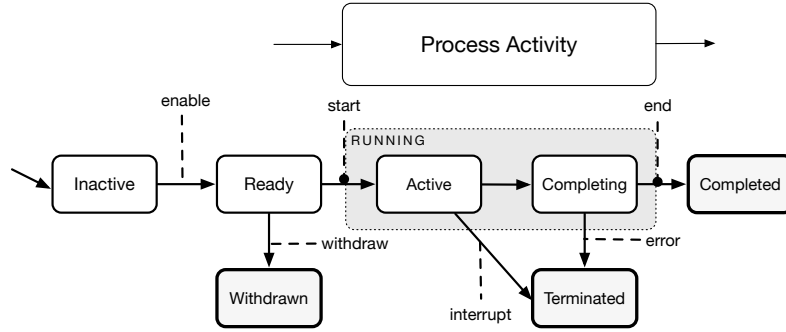 Process Activity
enable
start
end
RUNNING
Inactive
Ready
Active
Completing
Completed
withdraw
error
Withdrawn
interrupt
Terminated